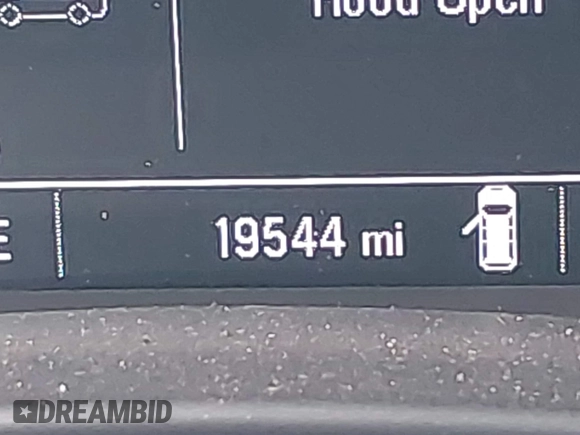 Hood Open
E
19544 mi
DREAMBID